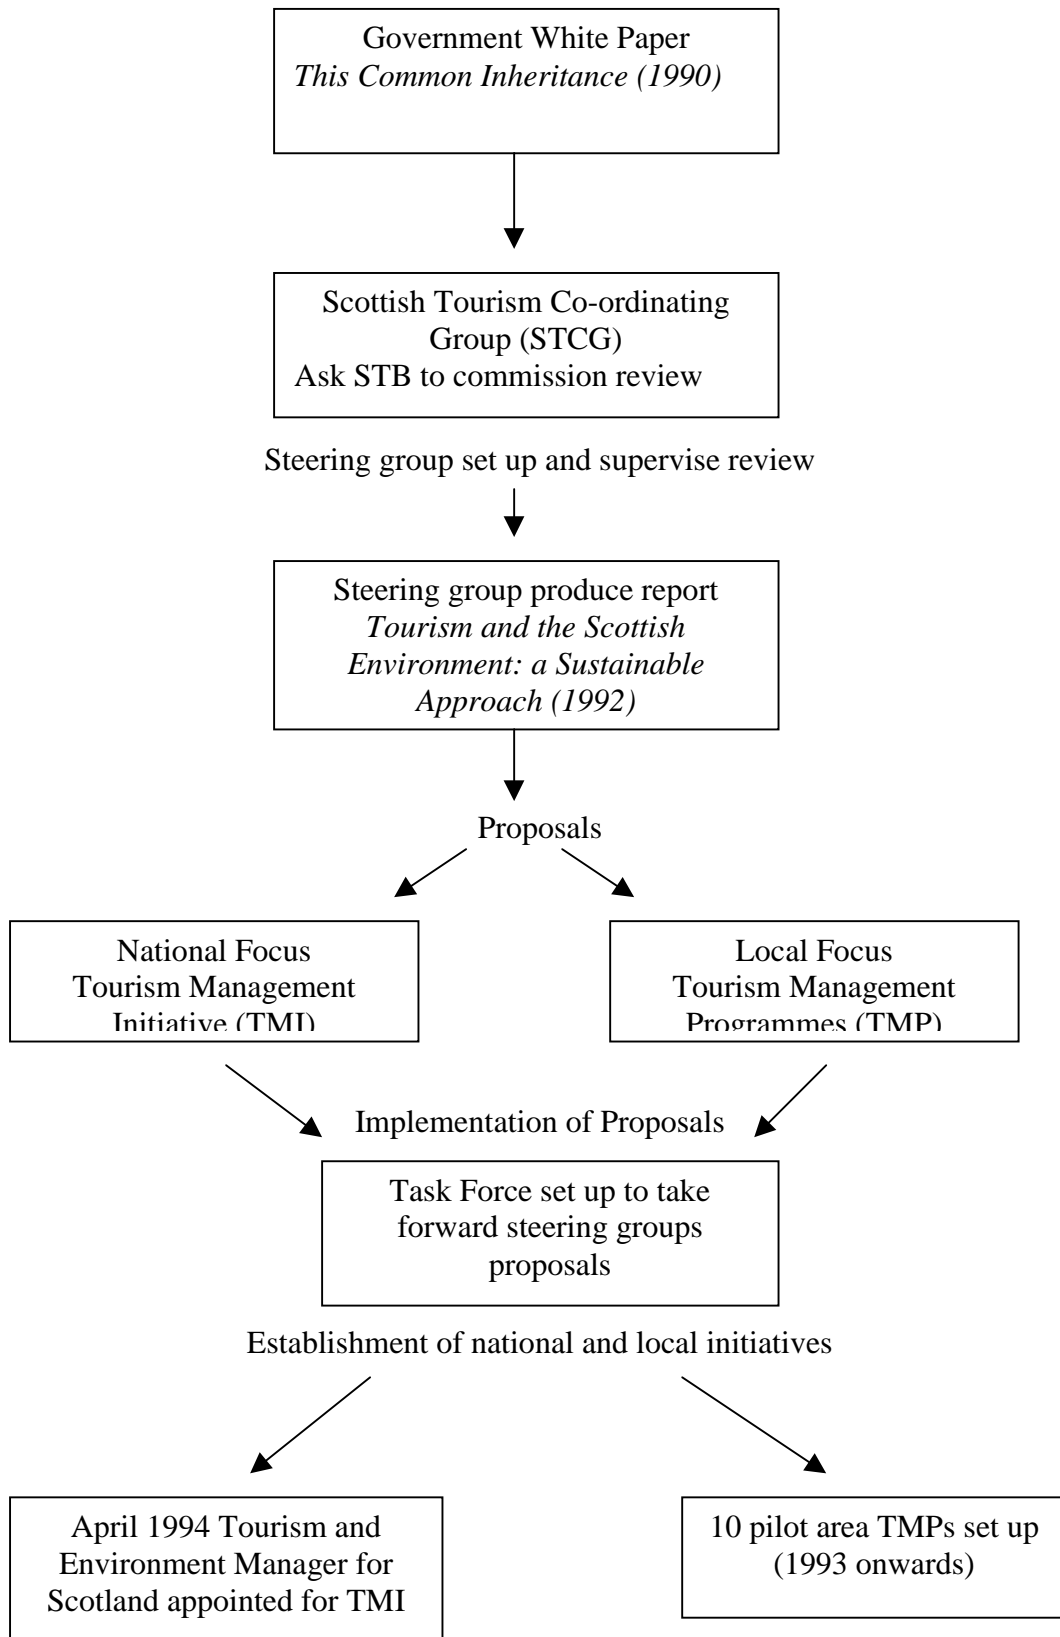 Government White Paper
This Common Inheritance (1990)
Scottish Tourism Co-ordinating
Group (STCG)
Ask STB to commission review
Steering group set up and supervise review
Steering group produce report
Tourism and the Scottish
Environment: a Sustainable
Approach (1992)
Proposals
National Focus
Tourism Management
Initiative (TMI)
Local Focus
Tourism Management
Programmes (TMP)
Implementation of Proposals
Task Force set up to take
forward steering groups
proposals
Establishment of national and local initiatives
April 1994 Tourism and
Environment Manager for
Scotland appointed for TMI
10 pilot area TMPs set up
(1993 onwards)